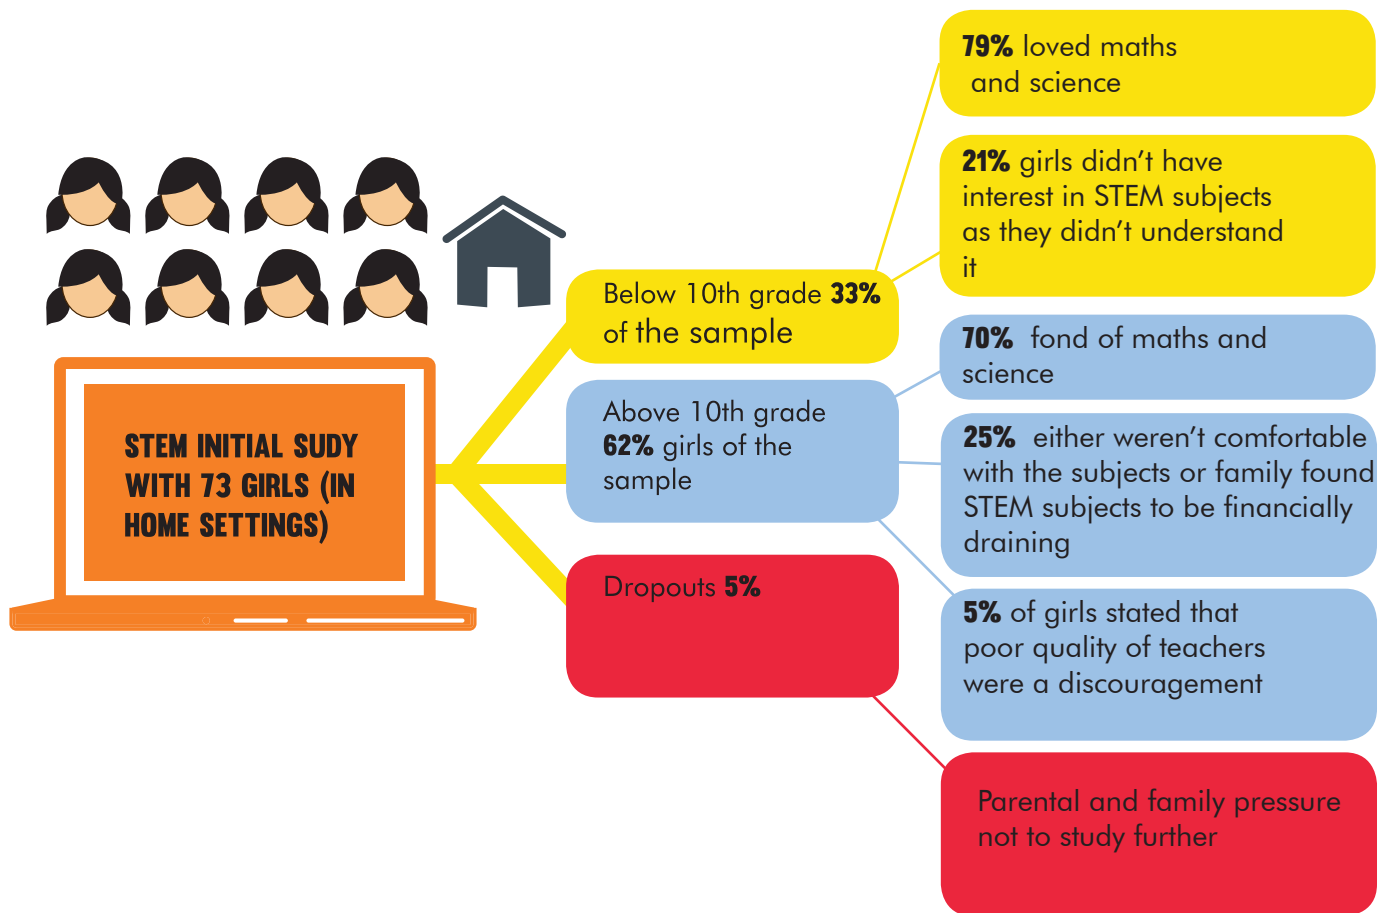 STEM INITIAL SUDY
WITH 73 GIRLS (IN
HOME SETTINGS)
Below 10th grade 33%
of the sample
79% loved maths
and science
21% girls didn't have
interest in STEM subjects
as they didn't understand
it
Above 10th grade
62% girls of the
sample
70% fond of maths and
science
25% either weren't comfortable
with the subjects or family found
STEM subjects to be financially
draining
5% of girls stated that
poor quality of teachers
were a discouragement
Dropouts 5%
Parental and family pressure
not to study further